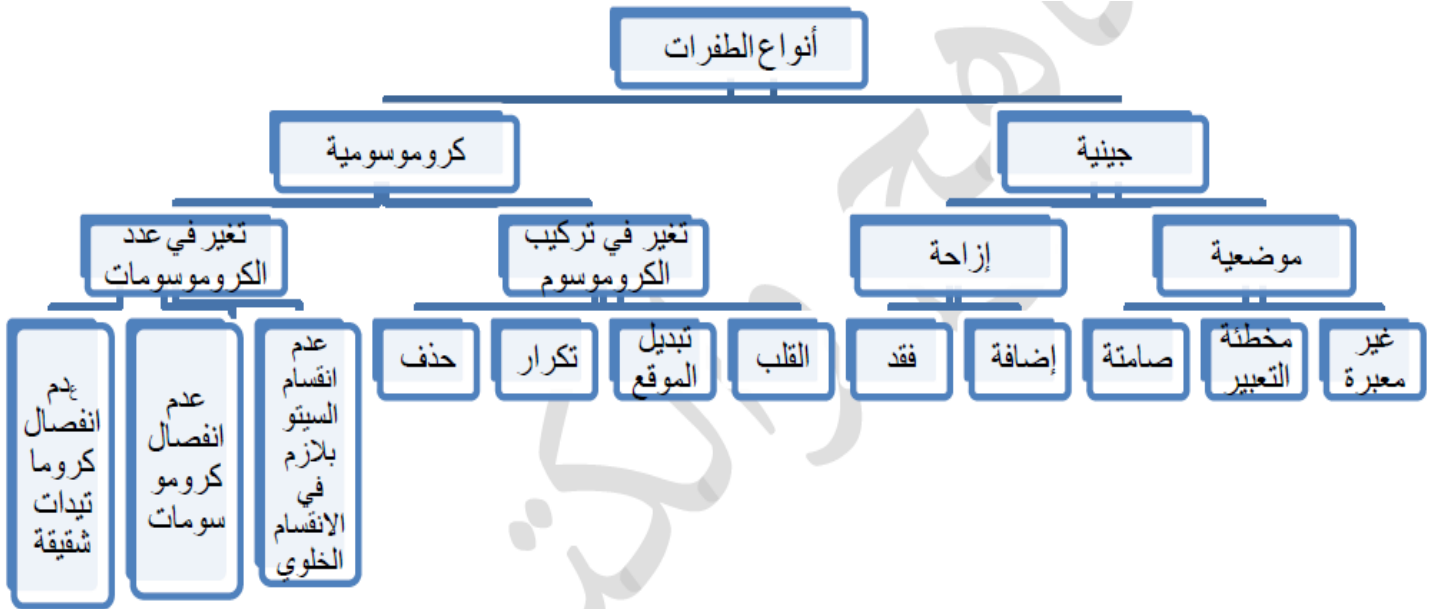 أنواع الطفرات
جينية
كروموسومية
موضعية
إزاحة
تغير في تركيب
الكروموسوم
تغير في عدد
الكروموسومات
غير
معبرة
مخطئة
التعبير
صامتة
إضافة
فقد
القلب
تبديل
الموقع
تكرار
حذف
عدم
انقسام
السيتو
بلازم
في
الانقسام
الخلوي
عدم
انفصال
كرومو
سومات
عدم
انفصال
كروما
تيدات
شقيقة